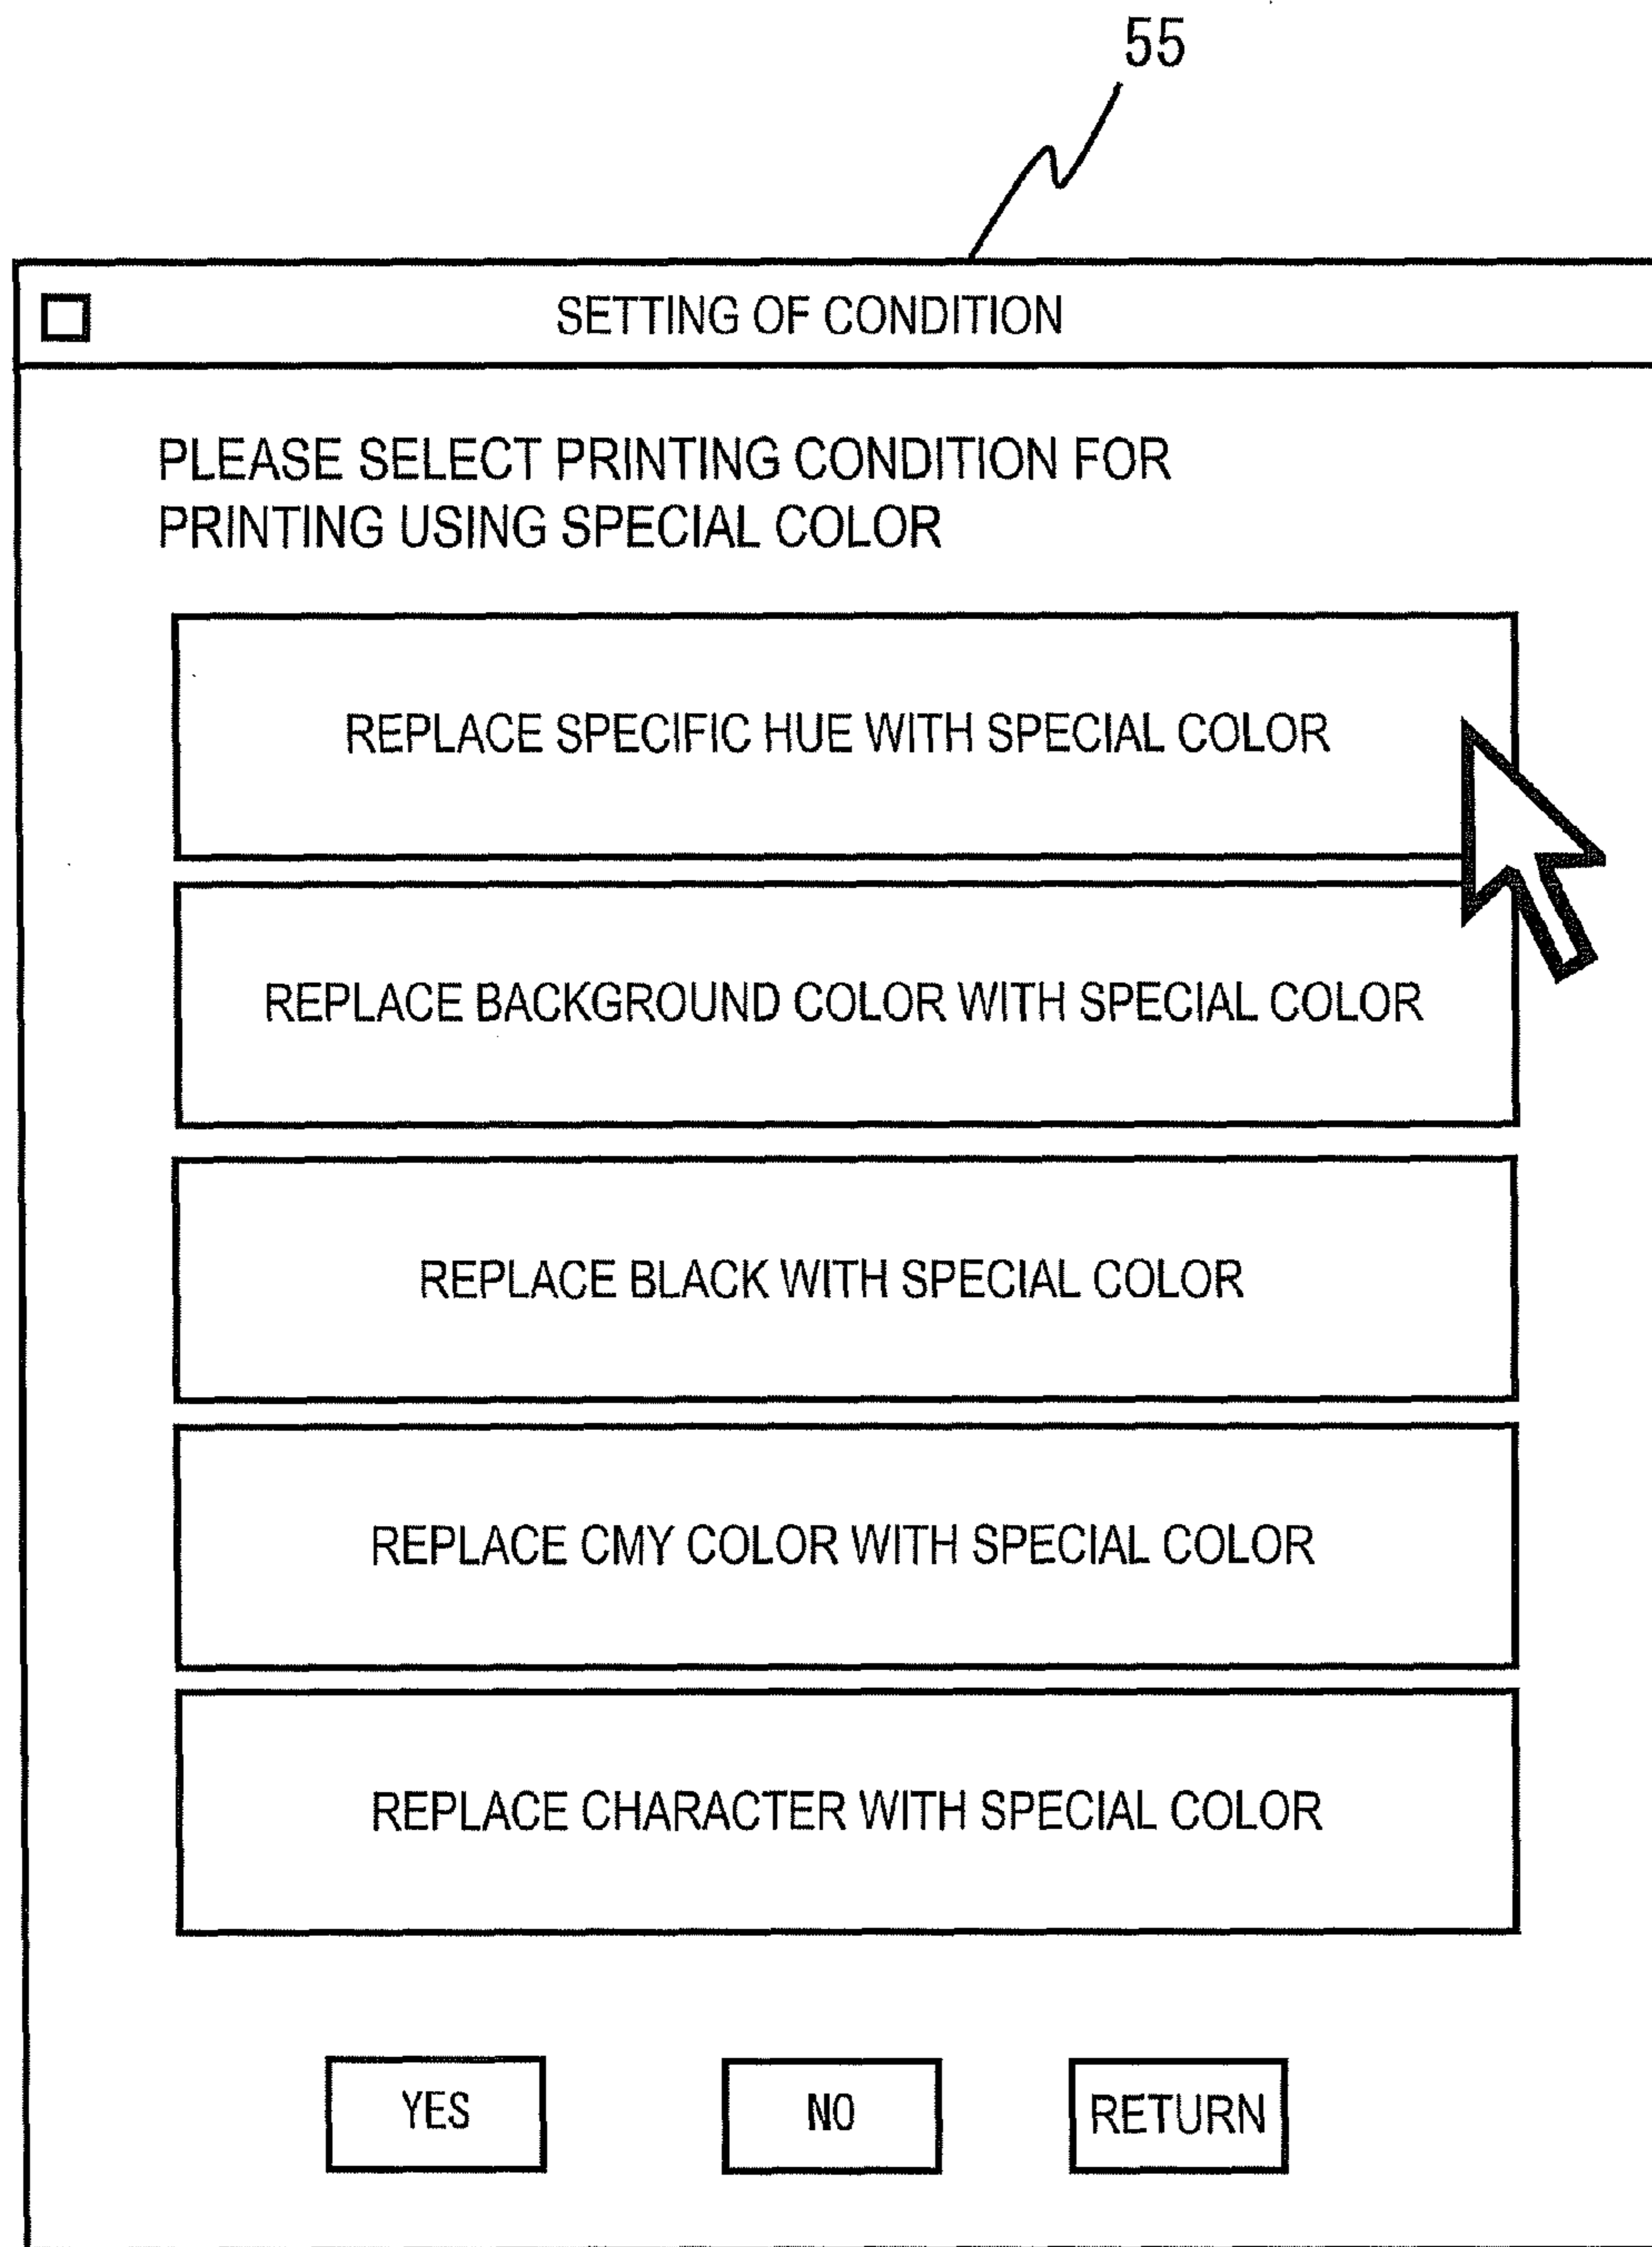 55
SETTING OF CONDITION
PLEASE SELECT PRINTING CONDITION FOR
PRINTING USING SPECIAL COLOR
REPLACE SPECIFIC HUE WITH SPECIAL COLOR
REPLACE BACKGROUND COLOR WITH SPECIAL COLOR
REPLACE BLACK WITH SPECIAL COLOR
REPLACE CMY COLOR WITH SPECIAL COLOR
REPLACE CHARACTER WITH SPECIAL COLOR
YES NO RETURN